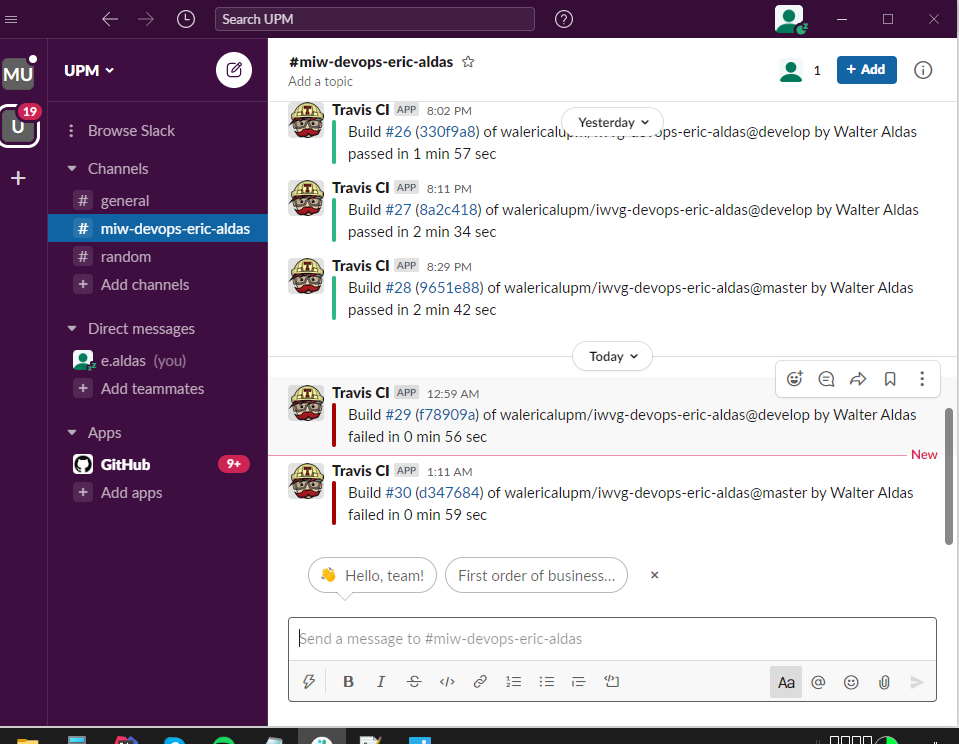 Search UPM
MU
UPM
#miw-devops-eric-aldas
Add a topic
1
+ Add
19
U
Browse Slack
Channels
# general
# miw-devops-eric-aldas
# random
+ Add channels
Direct messages
e.aldas (you)
+ Add teammates
Apps
GitHub 9+
+ Add apps
Travis CI APP 8:02 PM
Yesterday
Build #26 (330f9a8) of walericalupm/iwvg-devops-eric-aldas@develop by Walter Aldas
passed in 1 min 57 sec
Travis CI APP 8:11 PM
Build #27 (8a2c418) of walericalupm/iwvg-devops-eric-aldas@develop by Walter Aldas
passed in 2 min 34 sec
Travis CI APP 8:29 PM
Build #28 (9651e88) of walericalupm/iwvg-devops-eric-aldas@master by Walter Aldas
passed in 2 min 42 sec
Today
Travis CI APP 12:59 AM
Build #29 (f78909a) of walericalupm/iwvg-devops-eric-aldas@develop by Walter Aldas
failed in 0 min 56 sec
New
Travis CI APP 1:11 AM
Build #30 (d347684) of walericalupm/iwvg-devops-eric-aldas@master by Walter Aldas
failed in 0 min 59 sec
Hello, team!
First order of business...
Send a message to #miw-devops-eric-aldas
B I S
Aa @